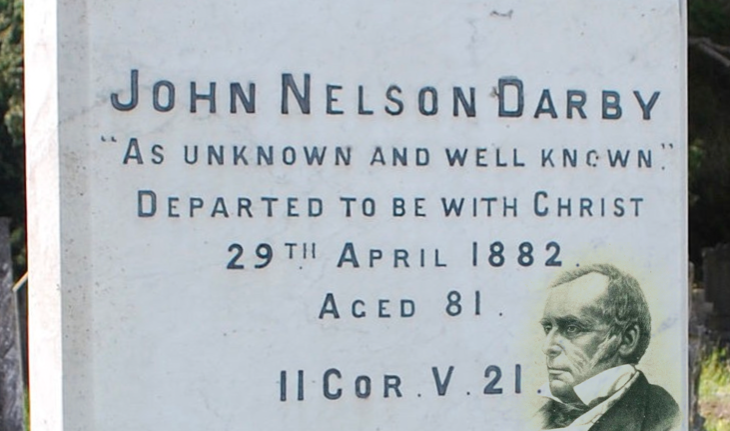 JOHN NELSON DARBY
"AS UNKNOWN AND WELL KNOWN."
DEPARTED TO BE WITH CHRIST
29TH APRIL 1882.
AGED 81.
II COR. V. 21.